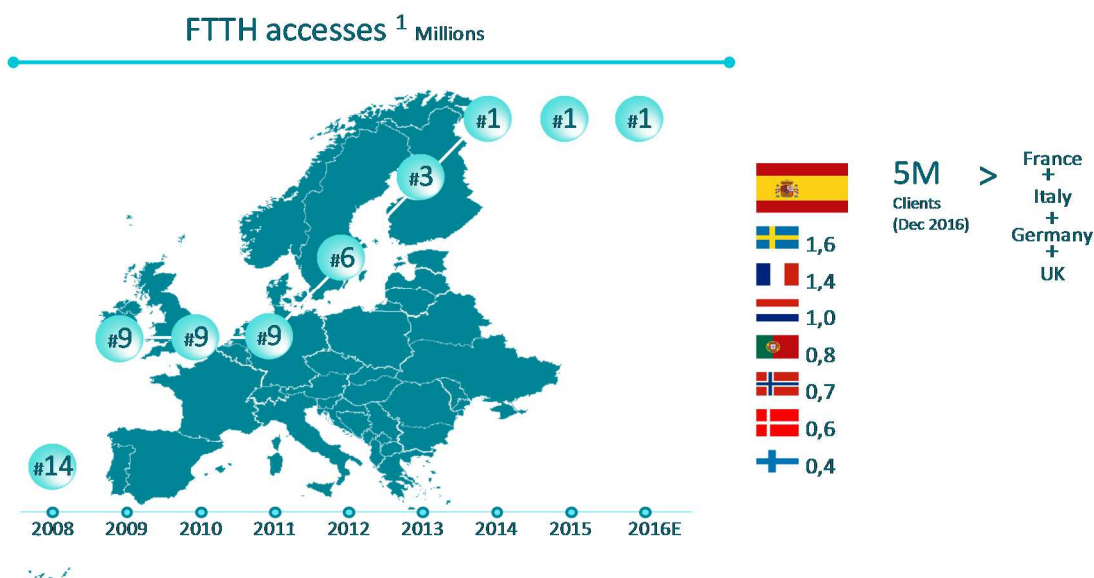 FTTH accesses 1 Millions
#1 #1 #1
#3
#6
#9 #9 #9
#14
2008 2009 2010 2011 2012 2013 2014 2015 2016E
5M
Clients
(Dec 2016)
>
France
+
Italy
+
Germany
+
UK
1,6
1,4
1,0
0,8
0,7
0,6
0,4